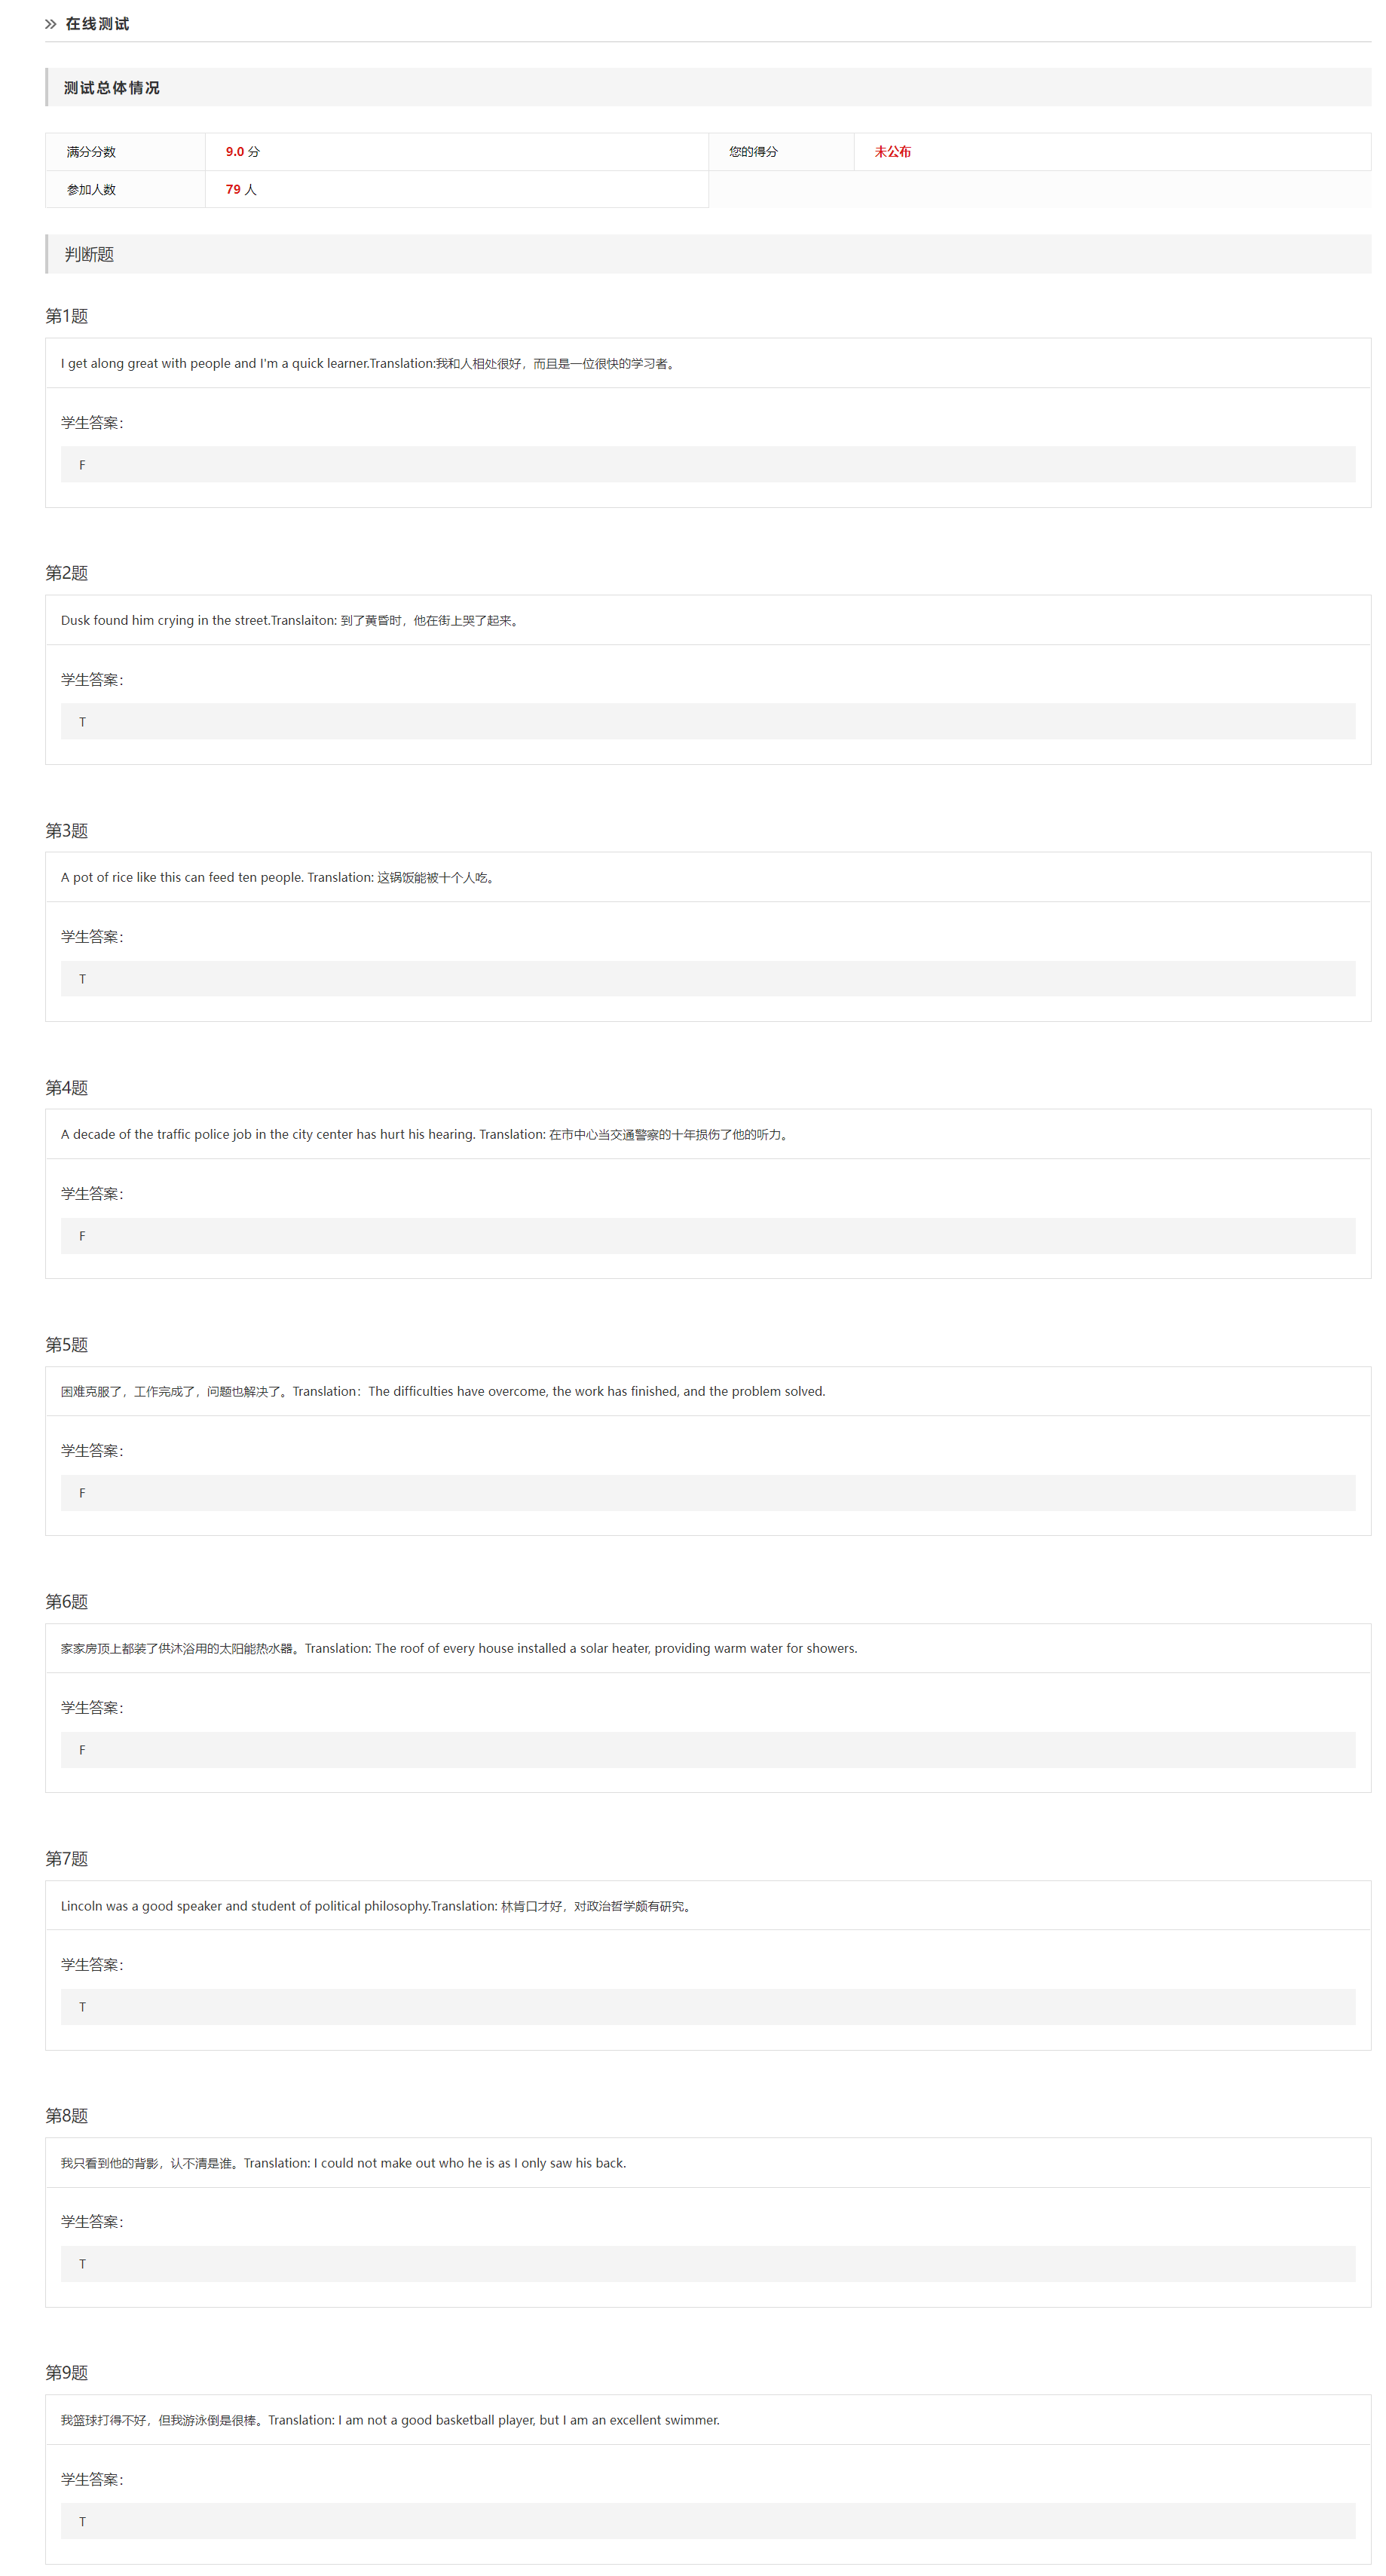 在线测试
测试总体情况
满分分数 9.0 分 您的得分 未公布
参加人数 79 人
判断题
第1题
I get along great with people and I'm a quick learner.Translation:我和人相处很好，而且是一位很快的学习者。
学生答案：
F
第2题
Dusk found him crying in the street.Translaiton: 到了黄昏时，他在街上哭了起来。
学生答案：
T
第3题
A pot of rice like this can feed ten people. Translation: 这锅饭能被十个人吃。
学生答案：
T
第4题
A decade of the traffic police job in the city center has hurt his hearing. Translation: 在市中心当交通警察的十年损伤了他的听力。
学生答案：
F
第5题
困难克服了，工作完成了，问题也解决了。Translation：The difficulties have overcome, the work has finished, and the problem solved.
学生答案：
F
第6题
家家房顶上都装了供沐浴用的太阳能热水器。Translation: The roof of every house installed a solar heater, providing warm water for showers.
学生答案：
F
第7题
Lincoln was a good speaker and student of political philosophy.Translation: 林肯口才好，对政治哲学颇有研究。
学生答案：
T
第8题
我只看到他的背影，认不清是谁。Translation: I could not make out who he is as I only saw his back.
学生答案：
T
第9题
我篮球打得不好，但我游泳倒是很棒。Translation: I am not a good basketball player, but I am an excellent swimmer.
学生答案：
T